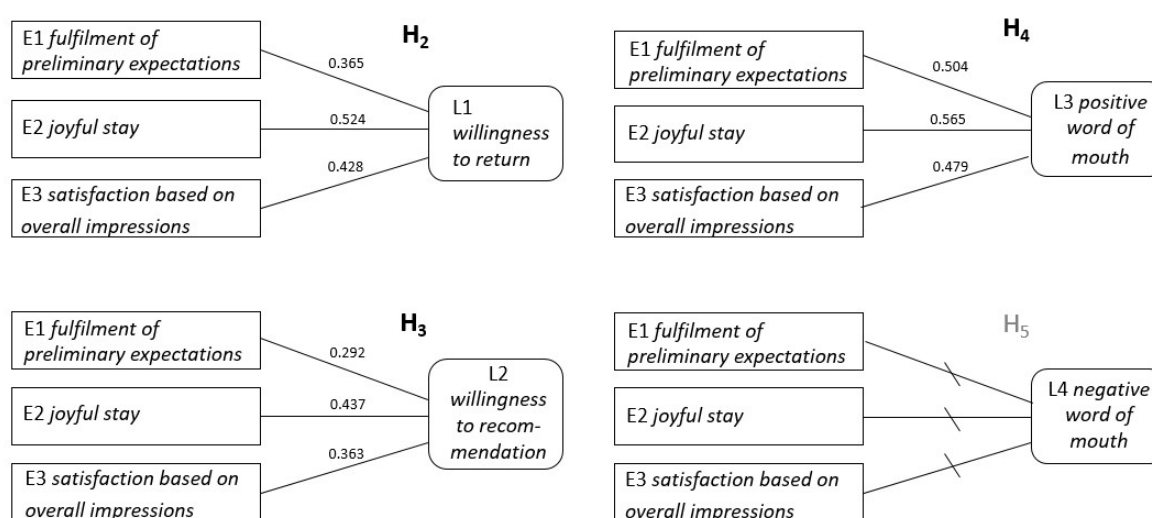 H2
E1 fulfilment of
preliminary expectations
E2 joyful stay
E3 satisfaction based on
overall impressions
0.365
0.524
0.428
L1
willingness
to return
H4
E1 fulfilment of
preliminary expectations
E2 joyful stay
E3 satisfaction based on
overall impressions
0.504
0.565
0.479
L3 positive
word of
mouth
H3
E1 fulfilment of
preliminary expectations
E2 joyful stay
E3 satisfaction based on
overall impressions
0.292
0.437
0.363
L2
willingness
to recom-
mendation
H5
E1 fulfilment of
preliminary expectations
E2 joyful stay
E3 satisfaction based on
overall impressions
L4 negative
word of
mouth